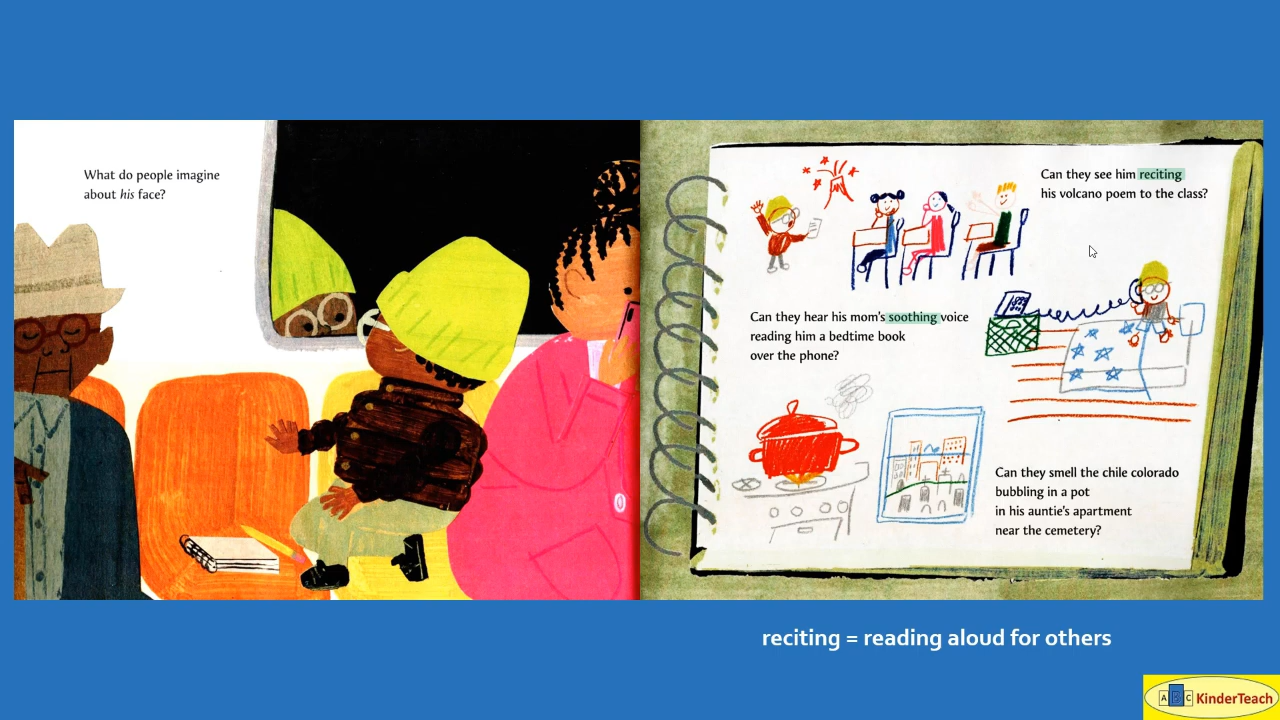 What do people imagine
about his face?
Can they see him reciting
his volcano poem to the class?
Can they hear his mom's soothing voice
reading him a bedtime book
over the phone?
Can they smell the chile colorado
bubbling in a pot
in his auntie's apartment
near the cemetery?
reciting = reading aloud for others
A B C KinderTeach